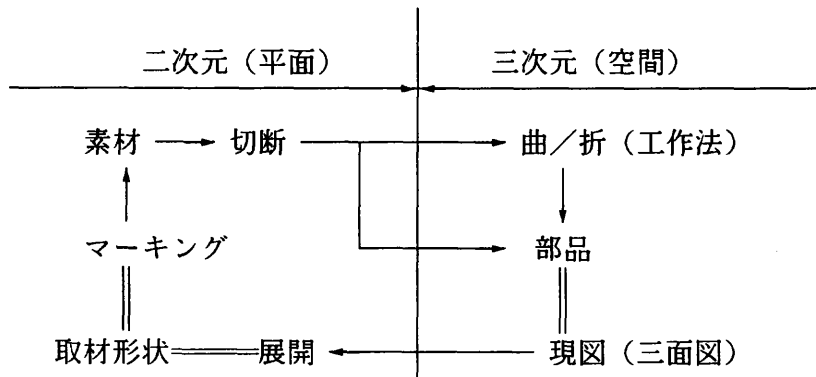 二次元(平面) 三次元(空間)
素材 切断 曲/折(工作法)
マーキング 部品
取材形状 展開 現図(三面図)